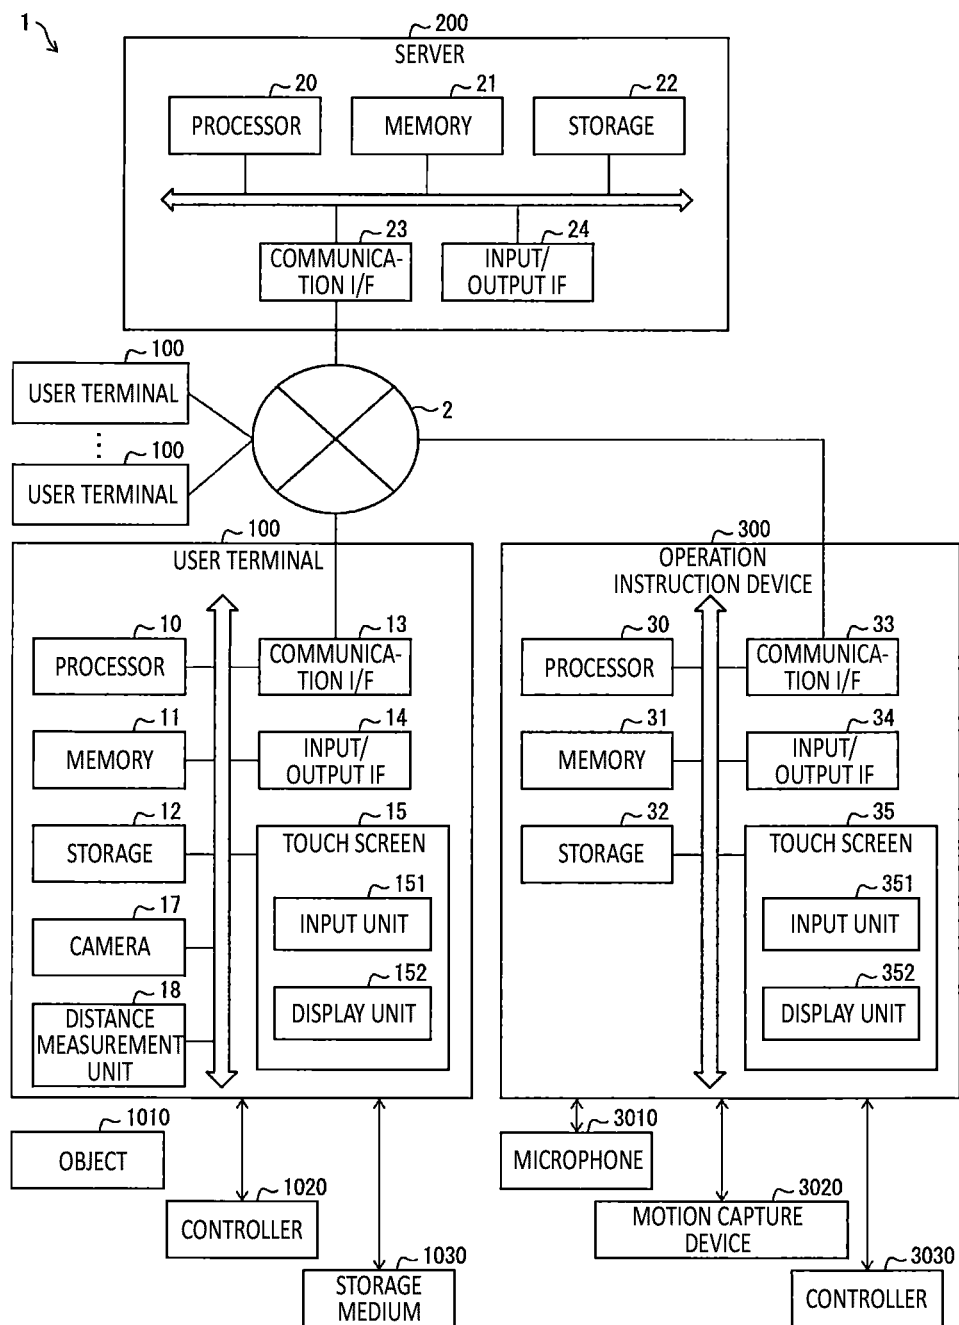 1
200
SERVER
20
21
22
PROCESSOR
MEMORY
STORAGE
23
24
COMMUNICA-
TION I/F
INPUT/
OUTPUT IF
100
USER TERMINAL
2
100
USER TERMINAL
100
USER TERMINAL
10
13
PROCESSOR
COMMUNICA-
TION I/F
11
14
MEMORY
INPUT/
OUTPUT IF
12
15
STORAGE
TOUCH SCREEN
17
151
CAMERA
INPUT UNIT
18
152
DISTANCE
MEASUREMENT
UNIT
DISPLAY UNIT
300
OPERATION
INSTRUCTION DEVICE
30
33
PROCESSOR
COMMUNICA-
TION I/F
31
34
MEMORY
INPUT/
OUTPUT IF
32
35
STORAGE
TOUCH SCREEN
351
INPUT UNIT
352
DISPLAY UNIT
1010
OBJECT
1020
CONTROLLER
1030
STORAGE
MEDIUM
3010
MICROPHONE
3020
MOTION CAPTURE
DEVICE
3030
CONTROLLER